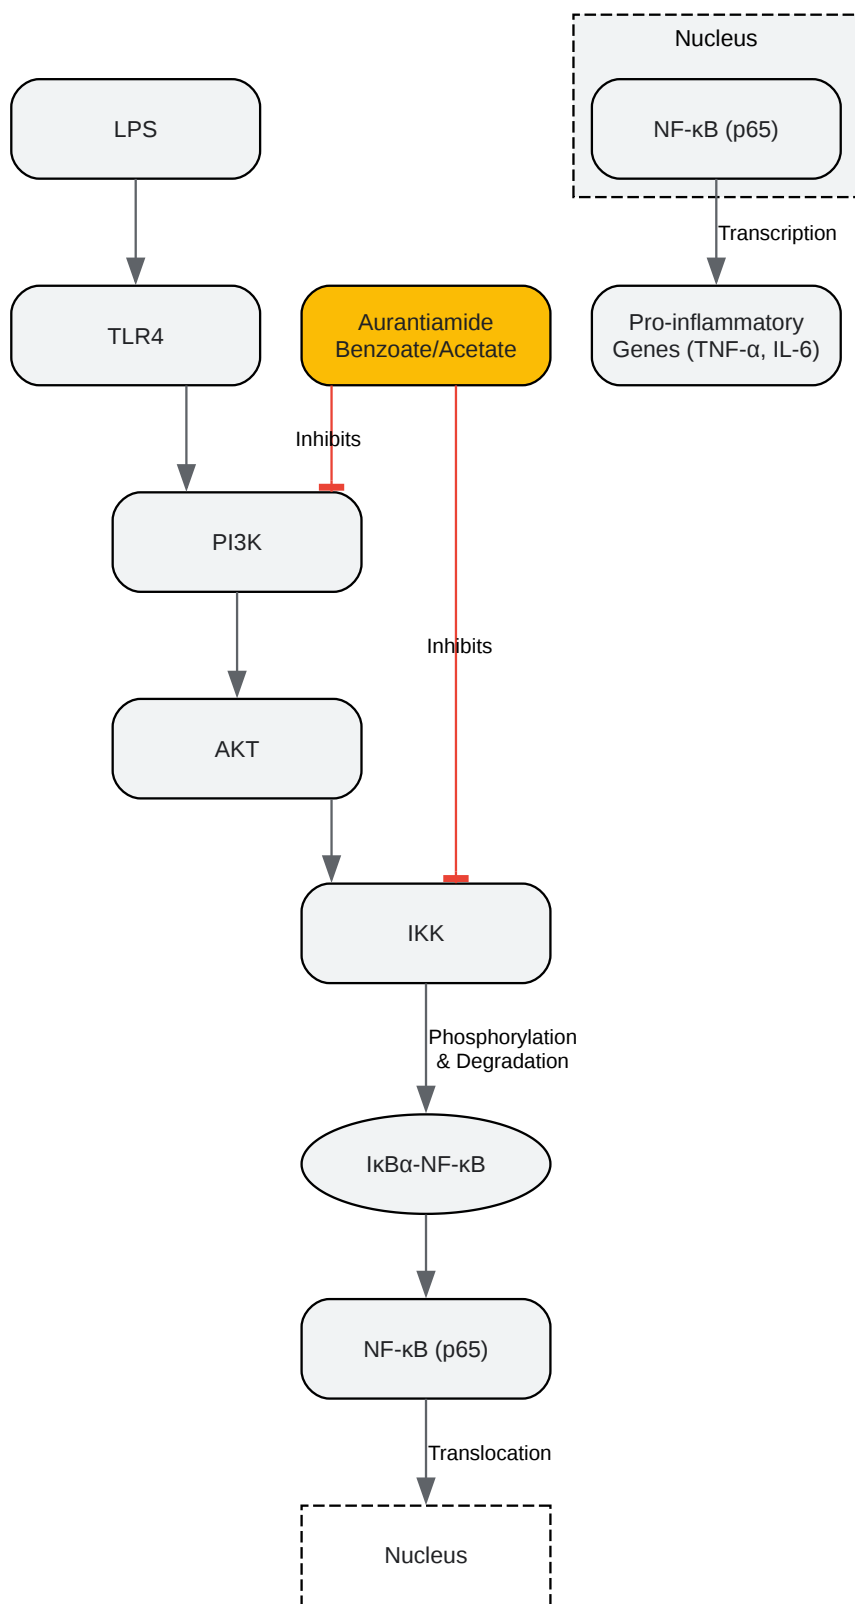 Nucleus
LPS
NF-κB (p65)
Transcription
TLR4
Aurantiamide
Benzoate/Acetate
Pro-inflammatory
Genes (TNF-α, IL-6)
Inhibits
PI3K
Inhibits
AKT
IKK
Phosphorylation
& Degradation
IκBα-NF-κB
NF-κB (p65)
Translocation
Nucleus